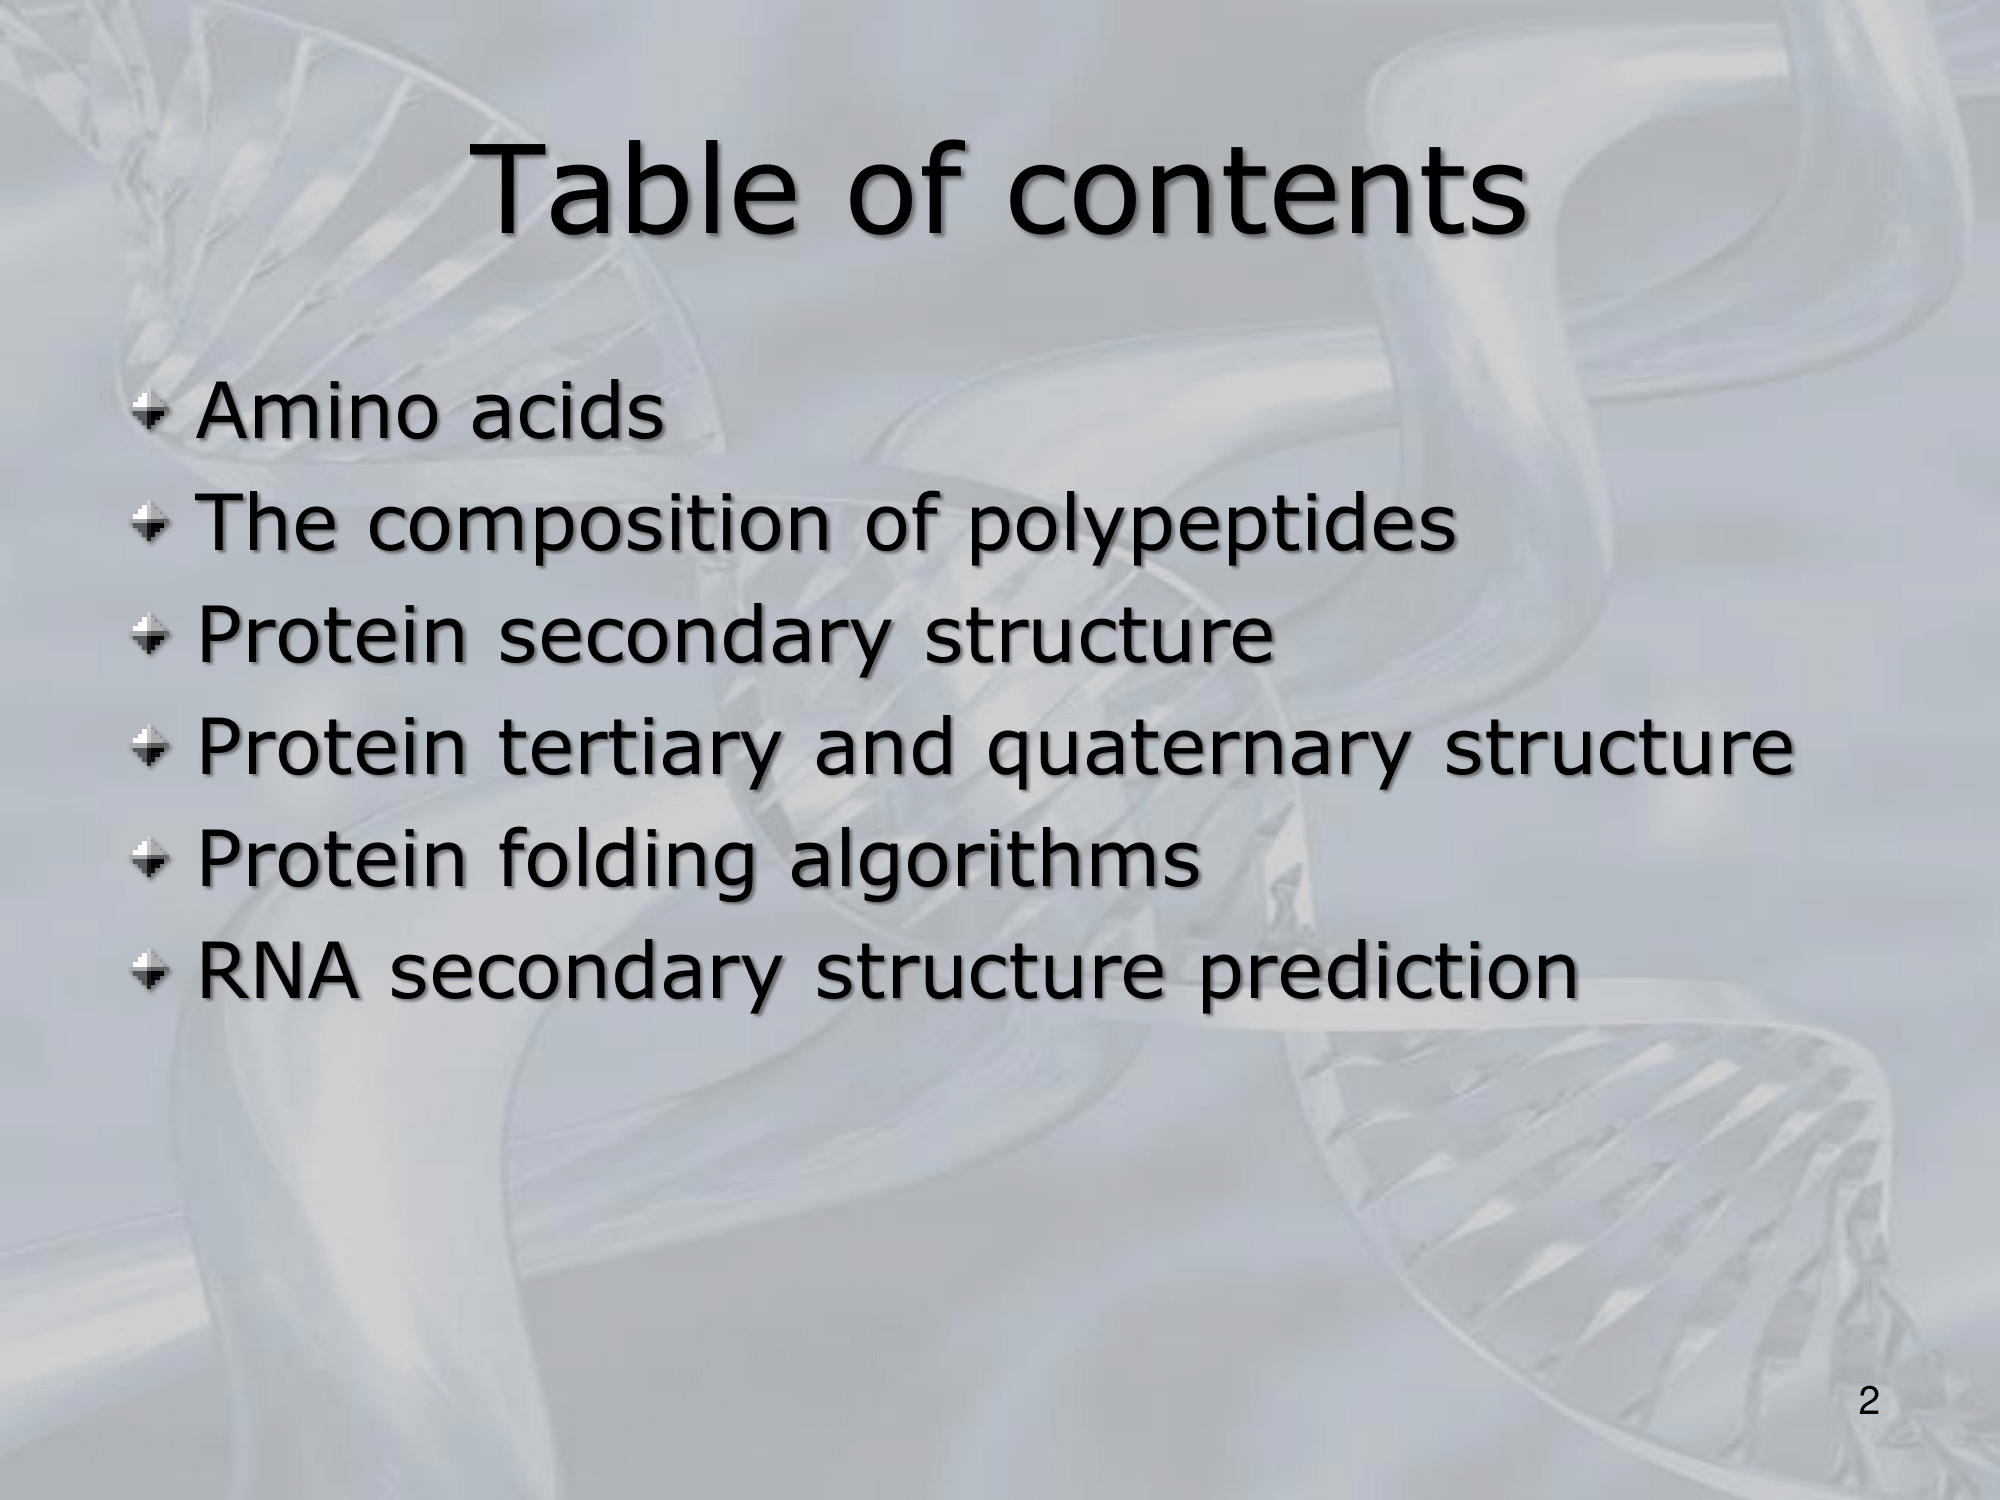 Table of contents
Amino acids
The composition of polypeptides
Protein secondary structure
Protein tertiary and quaternary structure
Protein folding algorithms
RNA secondary structure prediction
2